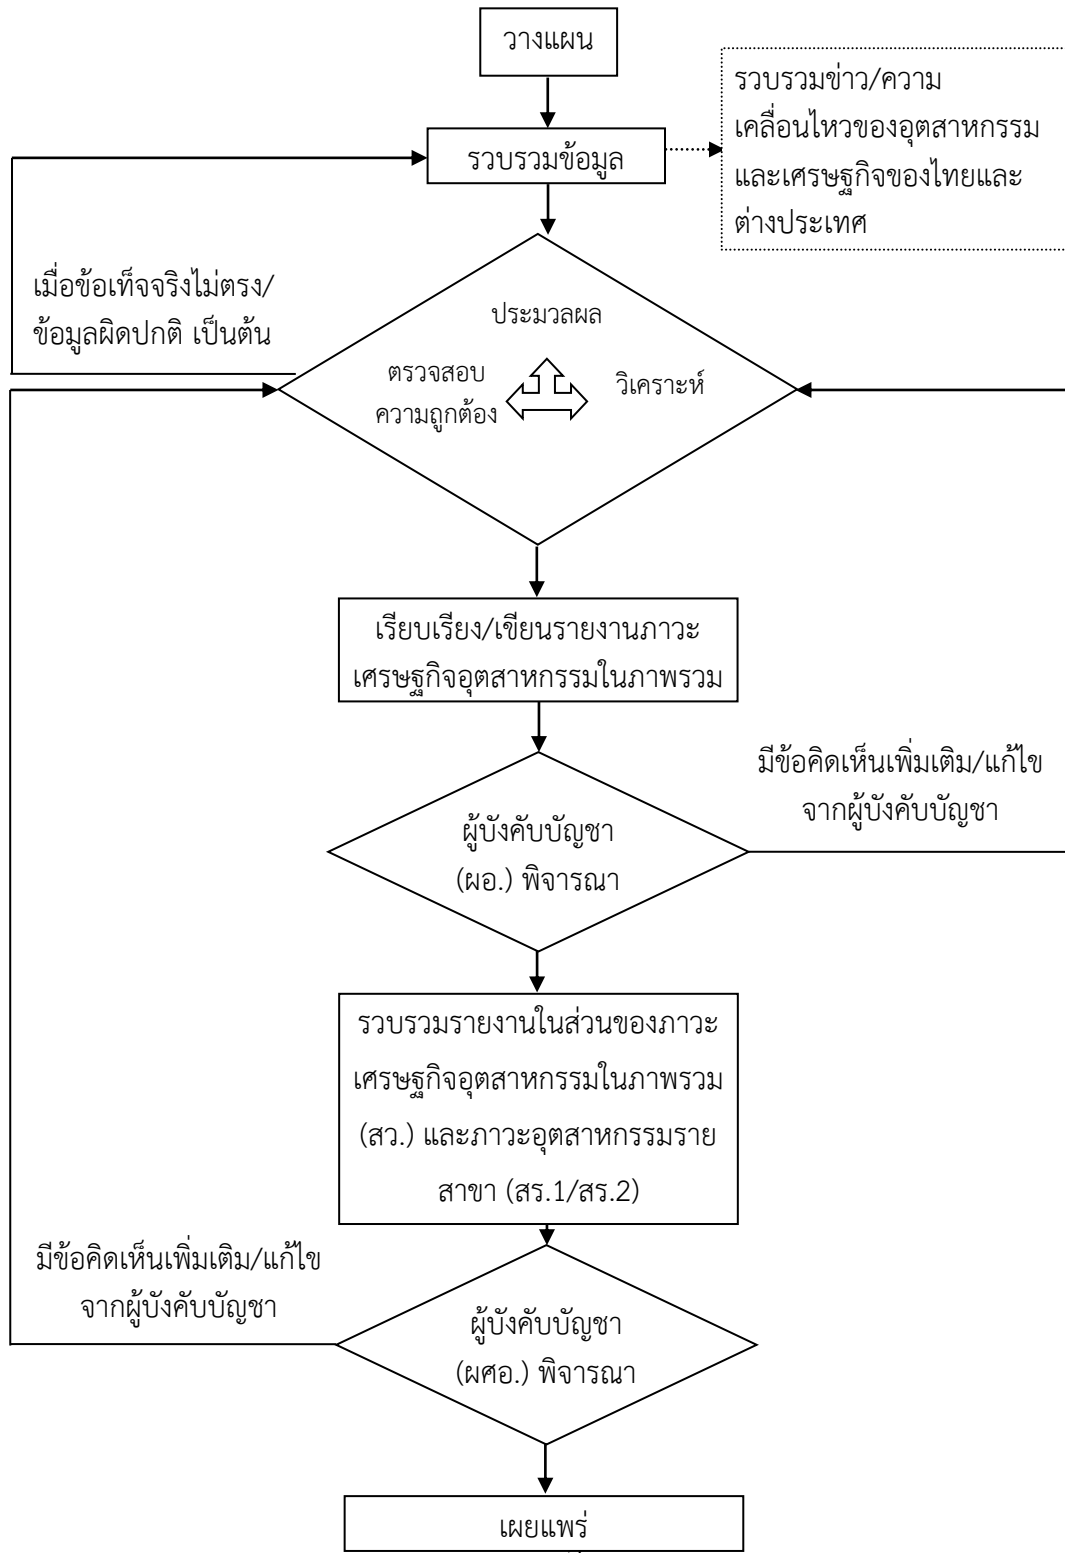 วางแผน
รวบรวมข่าว/ความ
เคลื่อนไหวของอุตสาหกรรม
และเศรษฐกิจของไทยและ
ต่างประเทศ
รวบรวมข้อมูล
เมื่อข้อเท็จจริงไม่ตรง/
ข้อมูลผิดปกติ เป็นต้น
ประมวลผล
ตรวจสอบ
ความถูกต้อง
วิเคราะห์
เรียบเรียง/เขียนรายงานภาวะ
เศรษฐกิจอุตสาหกรรมในภาพรวม
มีข้อคิดเห็นเพิ่มเติม/แก้ไข
จากผู้บังคับบัญชา
ผู้บังคับบัญชา
(ผอ.) พิจารณา
รวบรวมรายงานในส่วนของภาวะ
เศรษฐกิจอุตสาหกรรมในภาพรวม
(สว.) และภาวะอุตสาหกรรมราย
สาขา (สร.1/สร.2)
มีข้อคิดเห็นเพิ่มเติม/แก้ไข
จากผู้บังคับบัญชา
ผู้บังคับบัญชา
(ผศอ.) พิจารณา
เผยแพร่